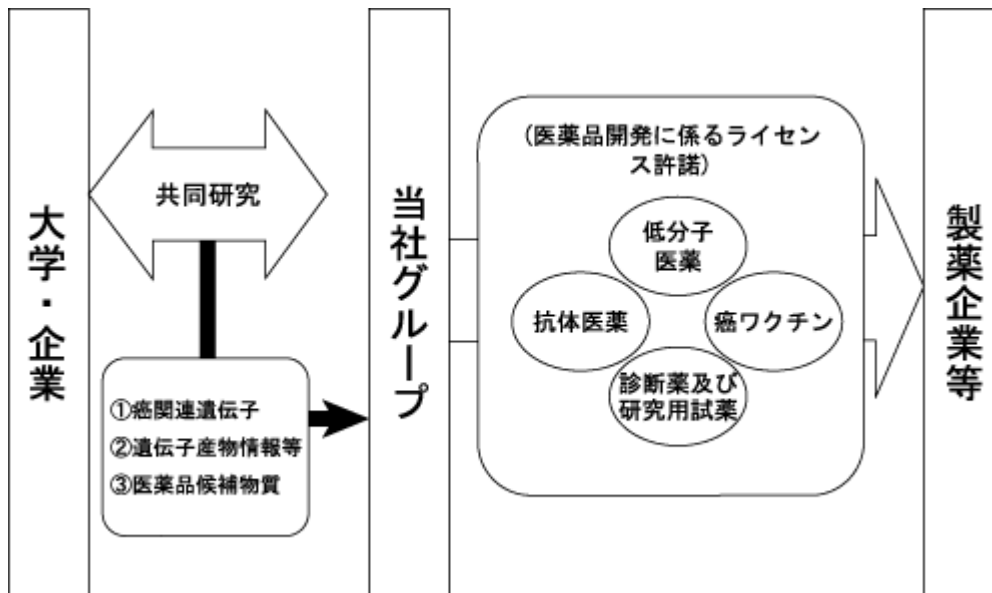 大学・企業
共同研究
①癌関連遺伝子
②遺伝子産物情報等
③医薬品候補物質
当社グループ
(医薬品開発に係るライセン
ス許諾)
低分子
医薬
抗体医薬
癌ワクチン
診断薬及び
研究用試薬
製薬企業等